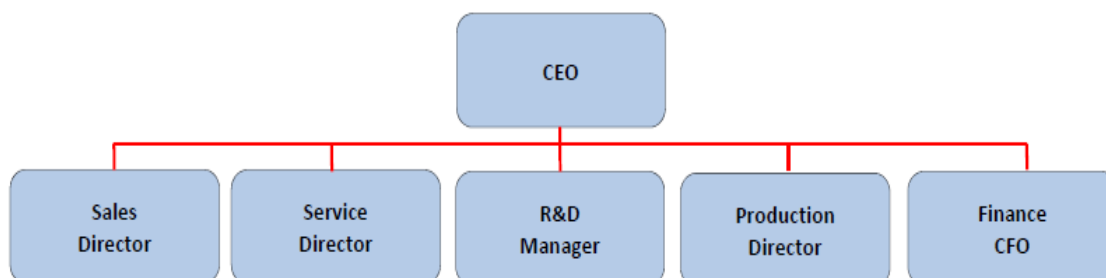 CEO
Sales
Director
Service
Director
R&D
Manager
Production
Director
Finance
CFO